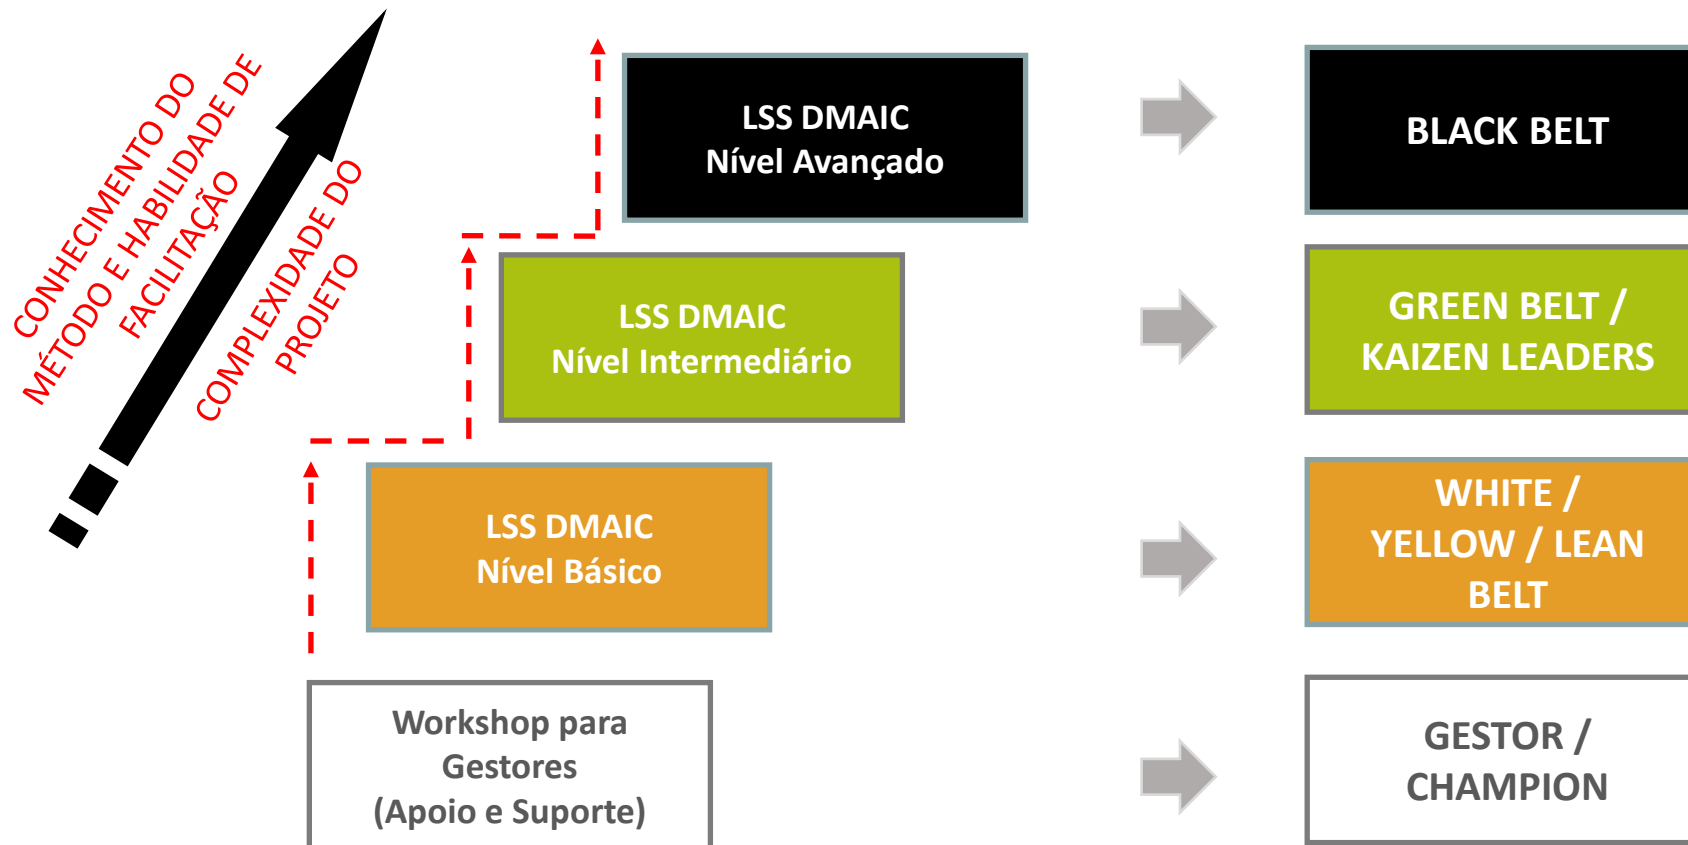 CONHECIMENTO DO
MÉTODO E HABILIDADE DE
FACILITAÇÃO
COMPLEXIDADE DO
PROJETO
LSS DMAIC
Nível Avançado
BLACK BELT
LSS DMAIC
Nível Intermediário
GREEN BELT /
KAIZEN LEADERS
LSS DMAIC
Nível Básico
WHITE /
YELLOW / LEAN
BELT
Workshop para
Gestores
(Apoio e Suporte)
GESTOR /
CHAMPION